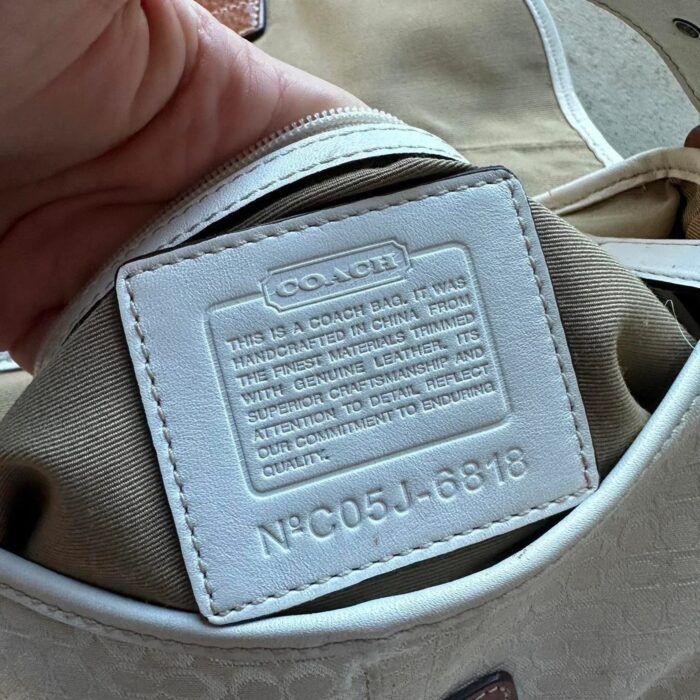 COACH
THIS IS A COACH BAG. IT WAS
HANDCRAFTED IN CHINA FROM
THE FINEST MATERIALS TRIMMED
WITH GENUINE LEATHER. ITS
SUPERIOR CRAFTSMANSHIP AND
ATTENTION TO DETAIL REFLECT
OUR COMMITMENT TO ENDURING
QUALITY.
NºC05J-6818